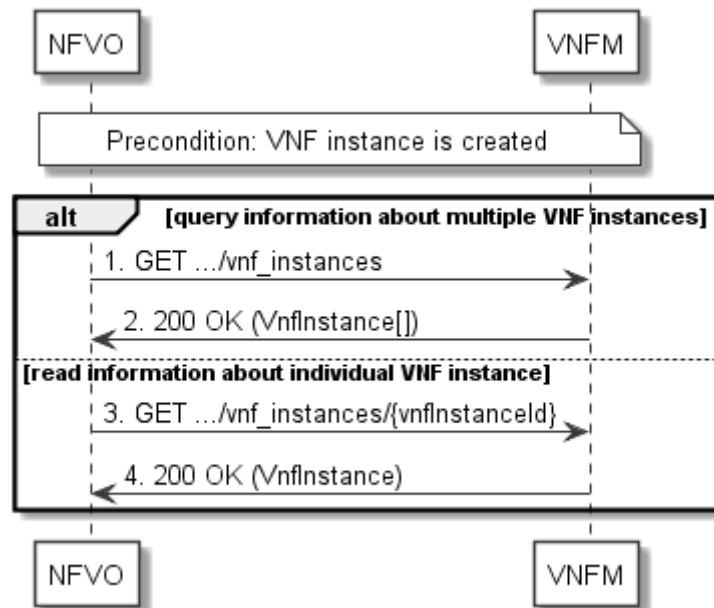 NFVO VNFM
Precondition: VNF instance is created
alt [query information about multiple VNF instances]
1. GET .../vnf_instances
2. 200 OK (VnfInstance[])
[read information about individual VNF instance]
3. GET .../vnf_instances/{vnfInstanceId}
4. 200 OK (VnfInstance)
NFVO VNFM